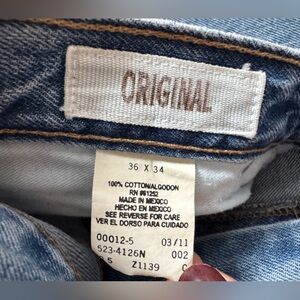 ORIGINAL
36 X 34
100% COTTON/ALGODON
RN #61252
MADE IN MEXICO
HECHO EN MEXICO
SEE REVERSE FOR CARE
VER EL DORSO PARA CUIDADO
00012-5 03/11
523-4126N 002
Z1139 C